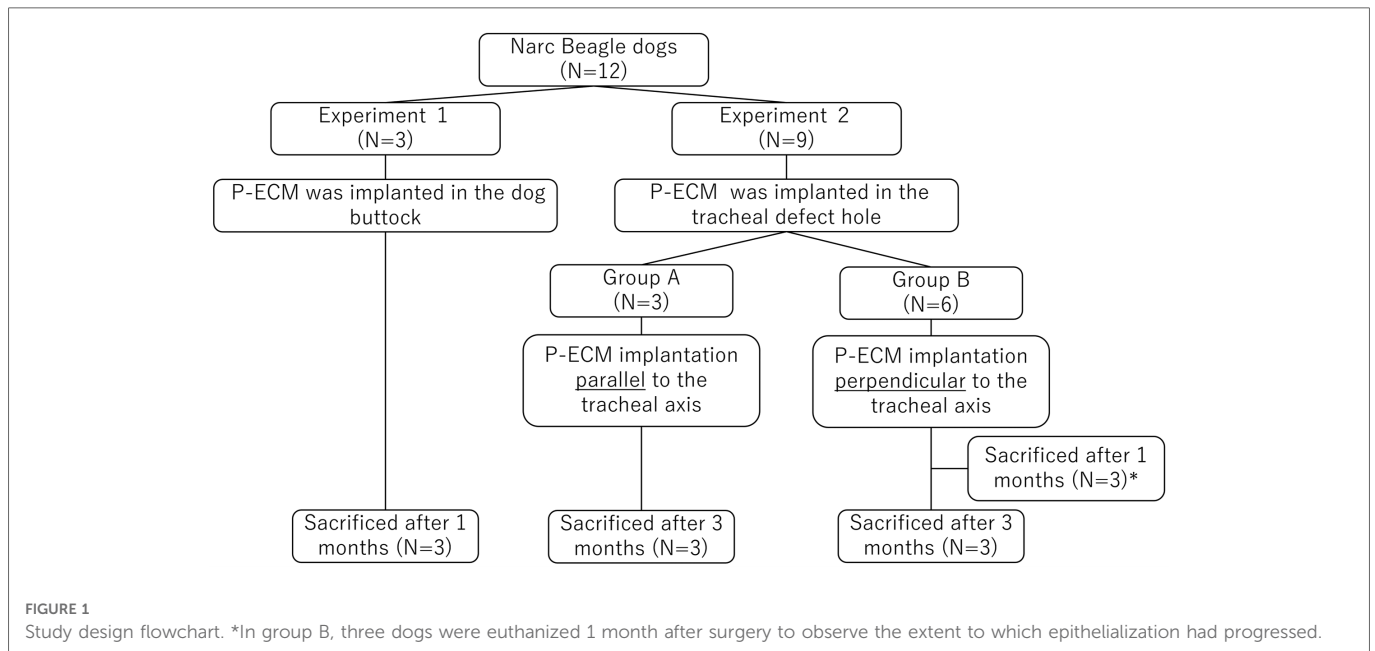 Narc Beagle dogs
(N=12)
Experiment 1
(N=3)
Experiment 2
(N=9)
P-ECM was implanted in the dog
buttock
P-ECM was implanted in the
tracheal defect hole
Group A
(N=3)
Group B
(N=6)
P-ECM implantation
parallel to the
tracheal axis
P-ECM implantation
perpendicular to the
tracheal axis
Sacrificed after 1
months (N=3)*
Sacrificed after 1
months (N=3)
Sacrificed after 3
months (N=3)
Sacrificed after 3
months (N=3)
FIGURE 1
Study design flowchart. *In group B, three dogs were euthanized 1 month after surgery to observe the extent to which epithelialization had progressed.